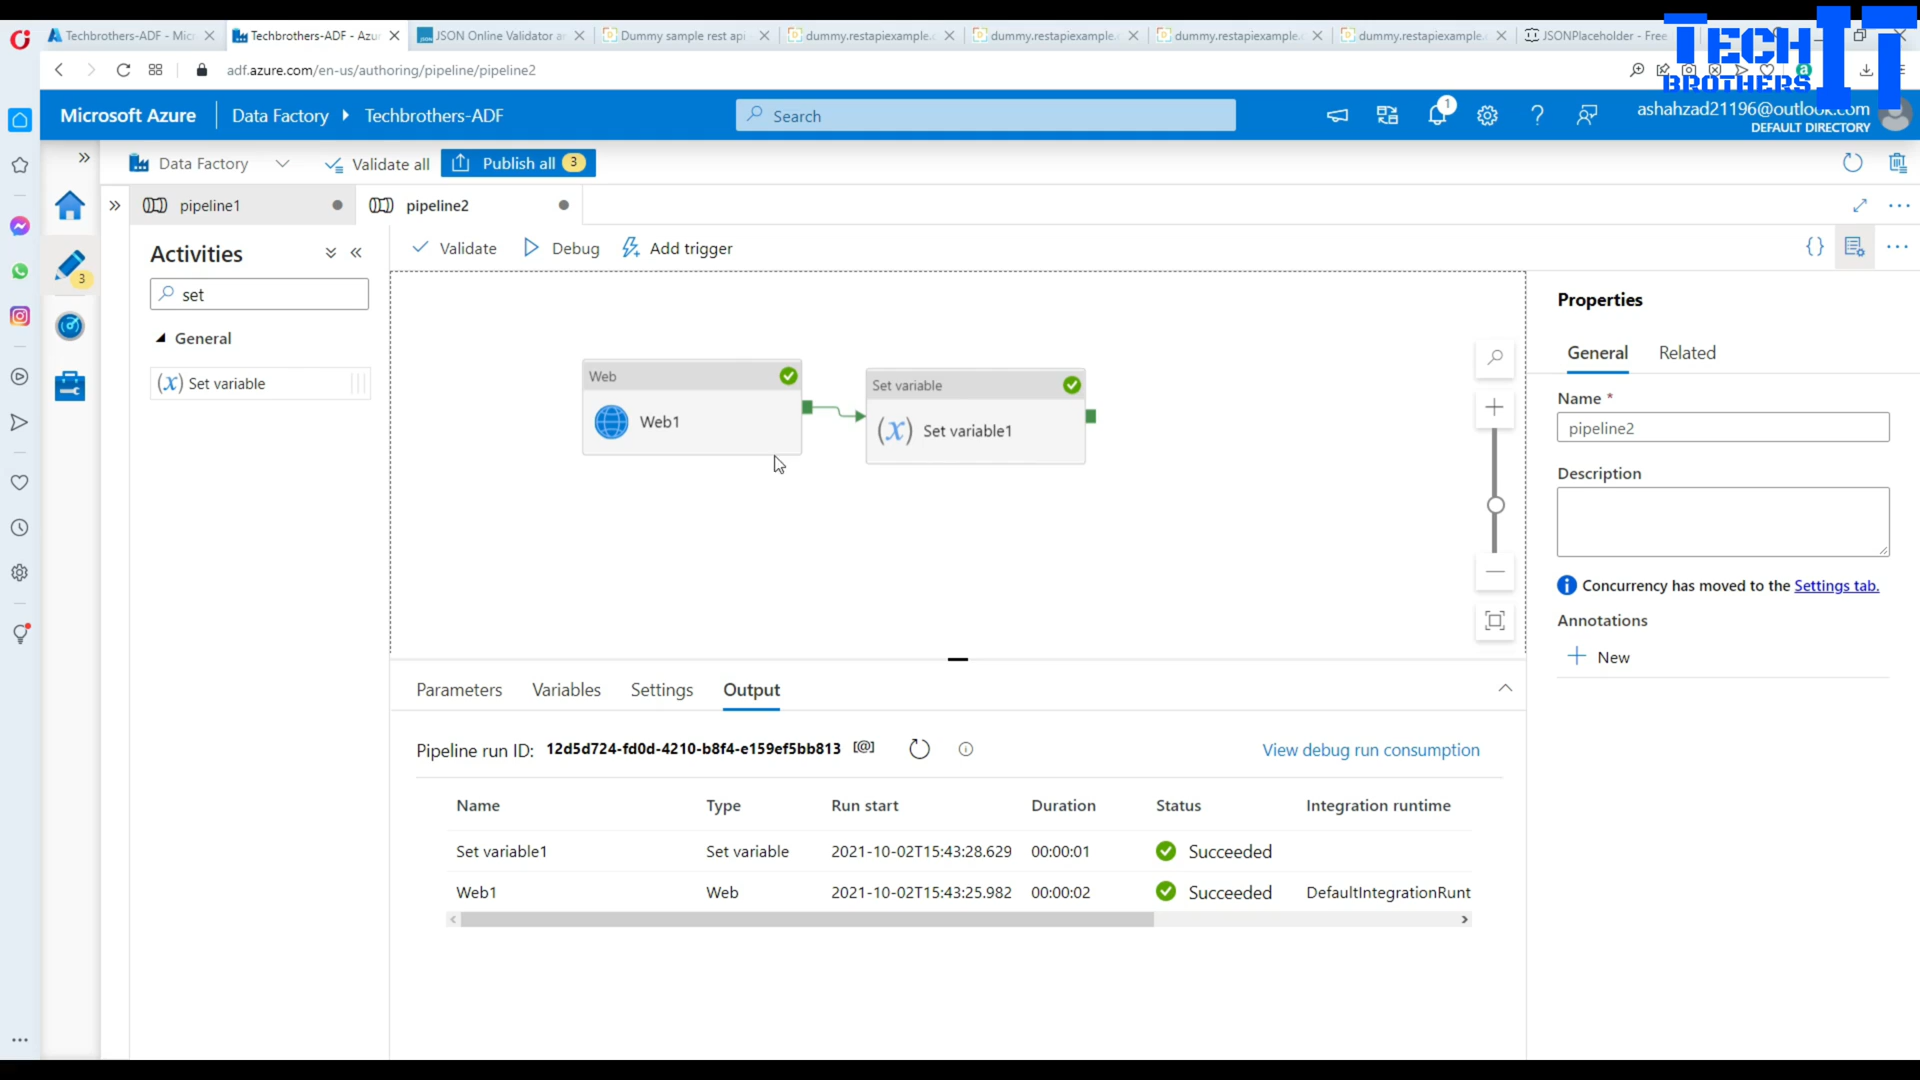 Techbrothers-ADF - Mic
Techbrothers-ADF - Azur
JSON Online Validator a
Dummy sample rest api
dummy.restapiexample.
dummy.restapiexample.
dummy.restapiexample.
dummy.restapiexample.
JSONPlaceholder - Free
TECH
BROTHERS
IT
adf.azure.com/en-us/authoring/pipeline/pipeline2
Microsoft Azure
Data Factory
Techbrothers-ADF
Search
1
ashahzad21196@outlook.com
DEFAULT DIRECTORY
Data Factory
Validate all
Publish all
3
pipeline1
pipeline2
Activities
Validate
Debug
Add trigger
3
set
General
Set variable
Web
Web1
Set variable
Set variable1
Properties
General
Related
Name *
pipeline2
Description
Concurrency has moved to the Settings tab.
Annotations
New
Parameters
Variables
Settings
Output
Pipeline run ID: 12d5d724-fd0d-4210-b8f4-e159ef5bb813
View debug run consumption
Name Type Run start Duration Status Integration runtime
Set variable1 Set variable 2021-10-02T15:43:28.629 00:00:01 Succeeded
Web1 Web 2021-10-02T15:43:25.982 00:00:02 Succeeded DefaultIntegrationRunt